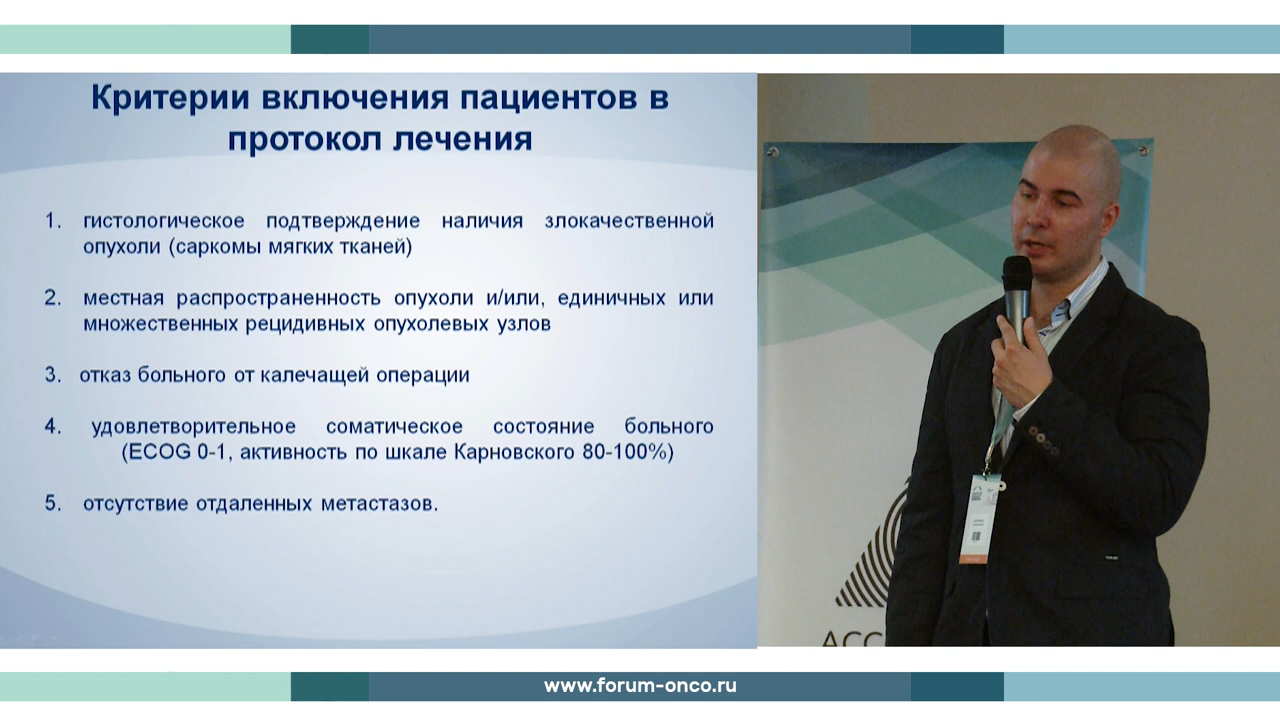 Критерии включения пациентов в
протокол лечения
1. гистологическое подтверждение наличия злокачественной
опухоли (саркомы мягких тканей)
2. местная распространенность опухоли и/или, единичных или
множественных рецидивных опухолевых узлов
3. отказ больного от калечащей операции
4. удовлетворительное соматическое состояние больного
(ECOG 0-1, активность по шкале Карновского 80-100%)
5. отсутствие отдаленных метастазов.
www.forum-onco.ru